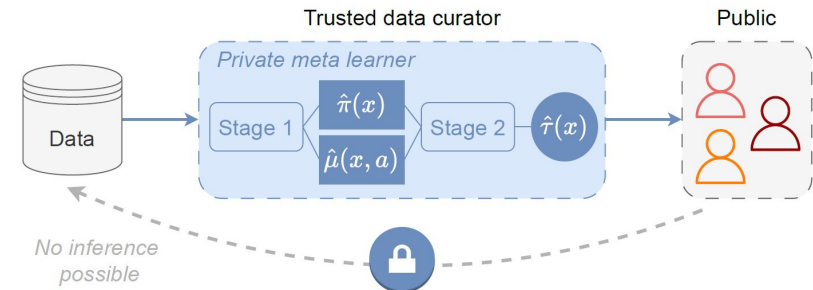 Trusted data curator
Public
Private meta learner
Data
Stage 1
π̂(x)
μ̂(x, a)
Stage 2
τ̂(x)
No inference
possible